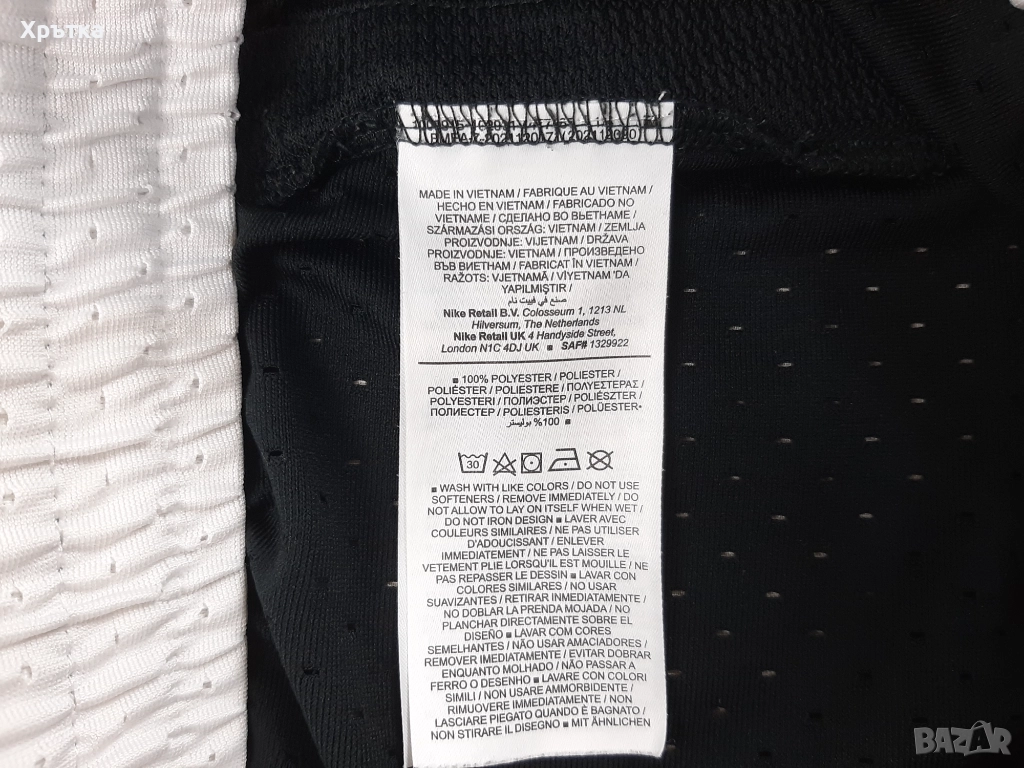 Хрътка
MADE IN VIETNAM / FABRIQUE AU VIETNAM /
HECHO EN VIETNAM / FABRICADO NO
VIETNAME / СДЕЛАНО ВО ВЬЕТНАМЕ /
SZÁRMAZÁSI ORSZÁG: VIETNAM / ZEMLJA
PROIZVODNJE: VIJETNAM / DRŽAVA
PROIZVODNJE: VIETNAM / ПРОИЗВЕДЕНО
ВЪВ ВИЕТНАМ / FABRICAT ÎN VIETNAM /
RAŽOTS: VJETNAMĀ / VİYETNAM 'DA
YAPILMIŞTIR /
صنع في فييت نام
Nike Retail B.V. Colosseum 1, 1213 NL
Hilversum, The Netherlands
Nike Retail UK 4 Handyside Street,
London N1C 4DJ UK ■ SAF# 1329922
■ 100% POLYESTER / POLIESTER /
POLIÉSTER / POLIESTERE / ΠΟΛΥΕΣΤΕΡΑΣ /
POLYESTERI / ПОЛИЭСТЕР / POLIÉSZTER /
ПОЛИЕСТЕР / POLIESTERIS / POLÜESTER▪
100% بوليستر ■
30
■ WASH WITH LIKE COLORS / DO NOT USE
SOFTENERS / REMOVE IMMEDIATELY / DO
NOT ALLOW TO LAY ON ITSELF WHEN WET /
DO NOT IRON DESIGN ■ LAVER AVEC
COULEURS SIMILAIRES / NE PAS UTILISER
D'ADOUCISSANT / ENLEVER
IMMÉDIATEMENT / NE PAS LAISSER LE
VETEMENT PLIE LORSQU'IL EST MOUILLE / NE
PAS REPASSER LE DESSIN ■ LAVAR CON
COLORES SIMILARES / NO USAR
SUAVIZANTES / RETIRAR INMEDIATAMENTE /
NO DOBLAR LA PRENDA MOJADA / NO
PLANCHAR DIRECTAMENTE SOBRE EL
DISEÑO ■ LAVAR COM CORES
SEMELHANTES / NÃO USAR AMACIADORES /
REMOVER IMEDIATAMENTE / EVITAR DOBRAR
ENQUANTO MOLHADO / NÃO PASSAR A
FERRO O DESENHO ■ LAVARE CON COLORI
SIMILI / NON USARE AMMORBIDENTE /
RIMUOVERE IMMEDIATAMENTE / NON
LASCIARE PIEGATO QUANDO È BAGNATO /
NON STIRARE IL DISEGNO ■ MIT ÄHNLICHEN
BAZAR